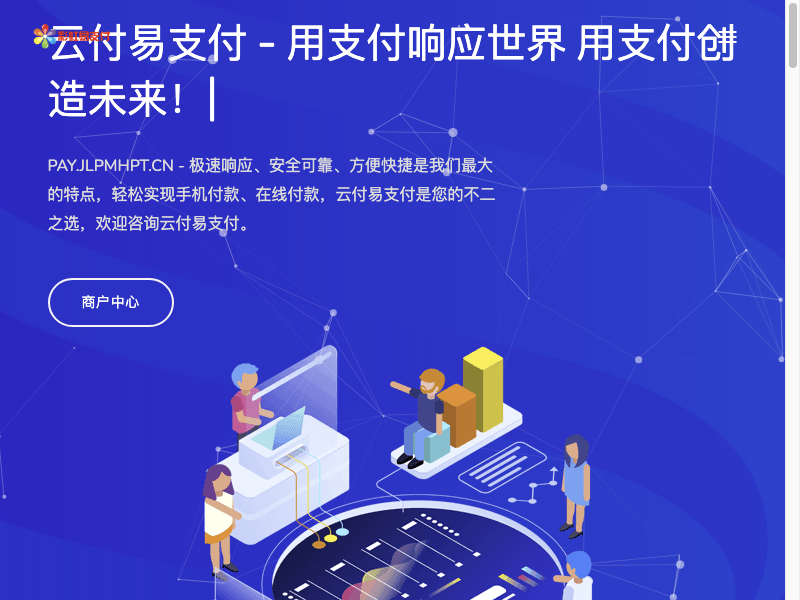 云付易支付 - 用支付响应世界 用支付创
造未来！|
PAY.JLPMHPT.CN - 极速响应、安全可靠、方便快捷是我们最大
的特点，轻松实现手机付款、在线付款，云付易支付是您的不二
之选，欢迎咨询云付易支付。
商户中心